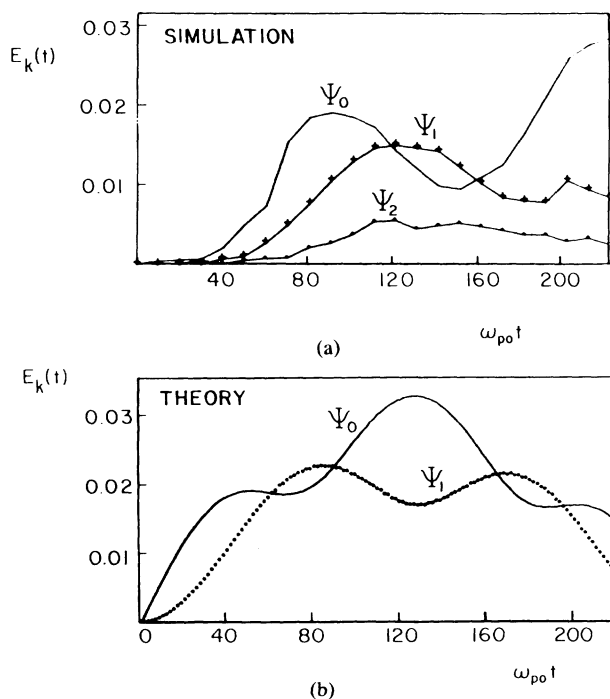 0.03
SIMULATION
E_k(t)
Ψ_0
0.02
Ψ_1
0.01
Ψ_2
0 40 80 120 160 200
ω_po t
(a)
E_k(t)
THEORY
0.03
Ψ_0
0.02
Ψ_1
0.01
0 40 80 120 160 200
ω_po t
(b)